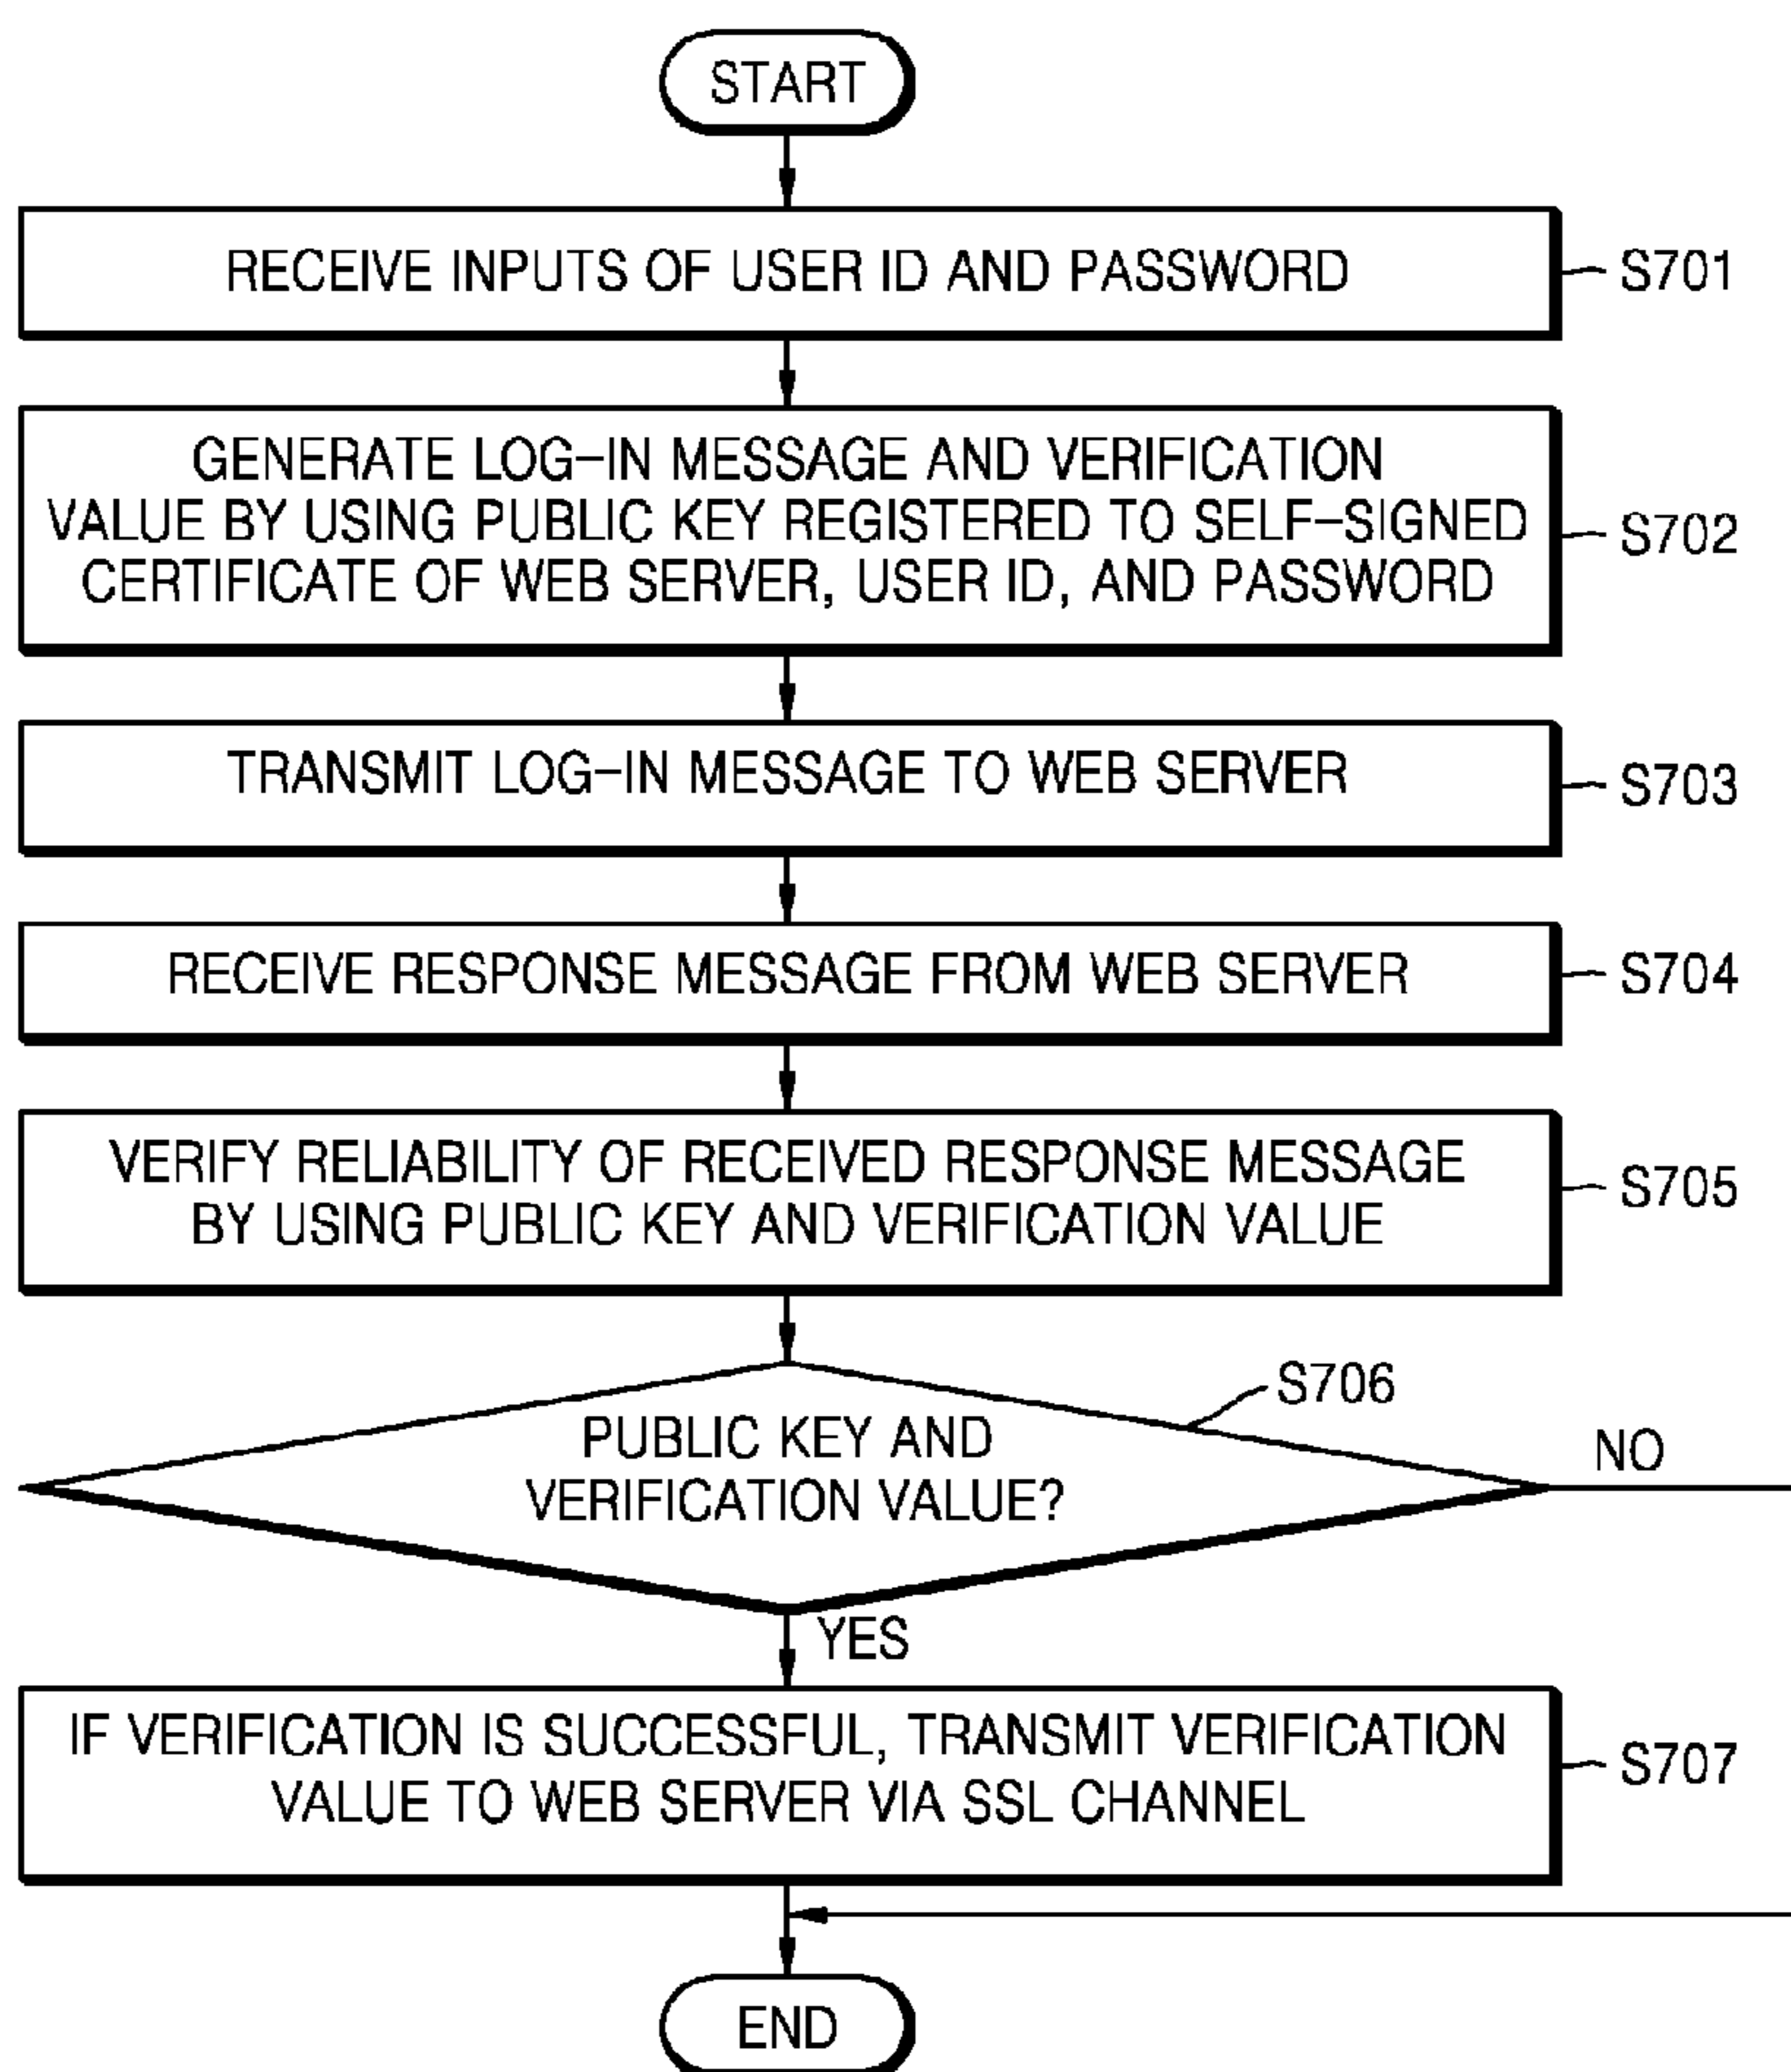 START
RECEIVE INPUTS OF USER ID AND PASSWORD
S701
GENERATE LOG-IN MESSAGE AND VERIFICATION
VALUE BY USING PUBLIC KEY REGISTERED TO SELF-SIGNED
CERTIFICATE OF WEB SERVER, USER ID, AND PASSWORD
S702
TRANSMIT LOG-IN MESSAGE TO WEB SERVER
S703
RECEIVE RESPONSE MESSAGE FROM WEB SERVER
S704
VERIFY RELIABILITY OF RECEIVED RESPONSE MESSAGE
BY USING PUBLIC KEY AND VERIFICATION VALUE
S705
S706
PUBLIC KEY AND
VERIFICATION VALUE?
NO
YES
IF VERIFICATION IS SUCCESSFUL, TRANSMIT VERIFICATION
VALUE TO WEB SERVER VIA SSL CHANNEL
S707
END